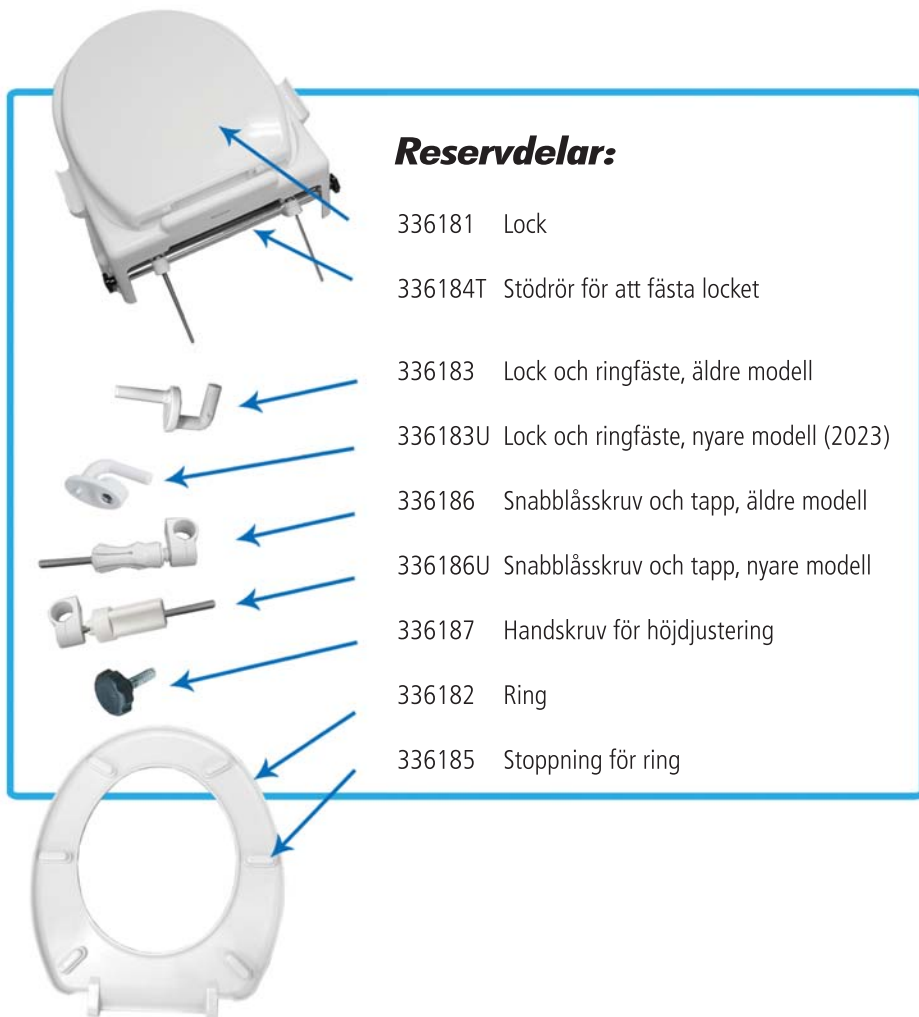 Reservdelar:
336181 Lock
336184T Stödrör för att fästa locket
336183 Lock och ringfäste, äldre modell
336183U Lock och ringfäste, nyare modell (2023)
336186 Snabblåsskruv och tapp, äldre modell
336186U Snabblåsskruv och tapp, nyare modell
336187 Handskruv för höjdjustering
336182 Ring
336185 Stoppning för ring